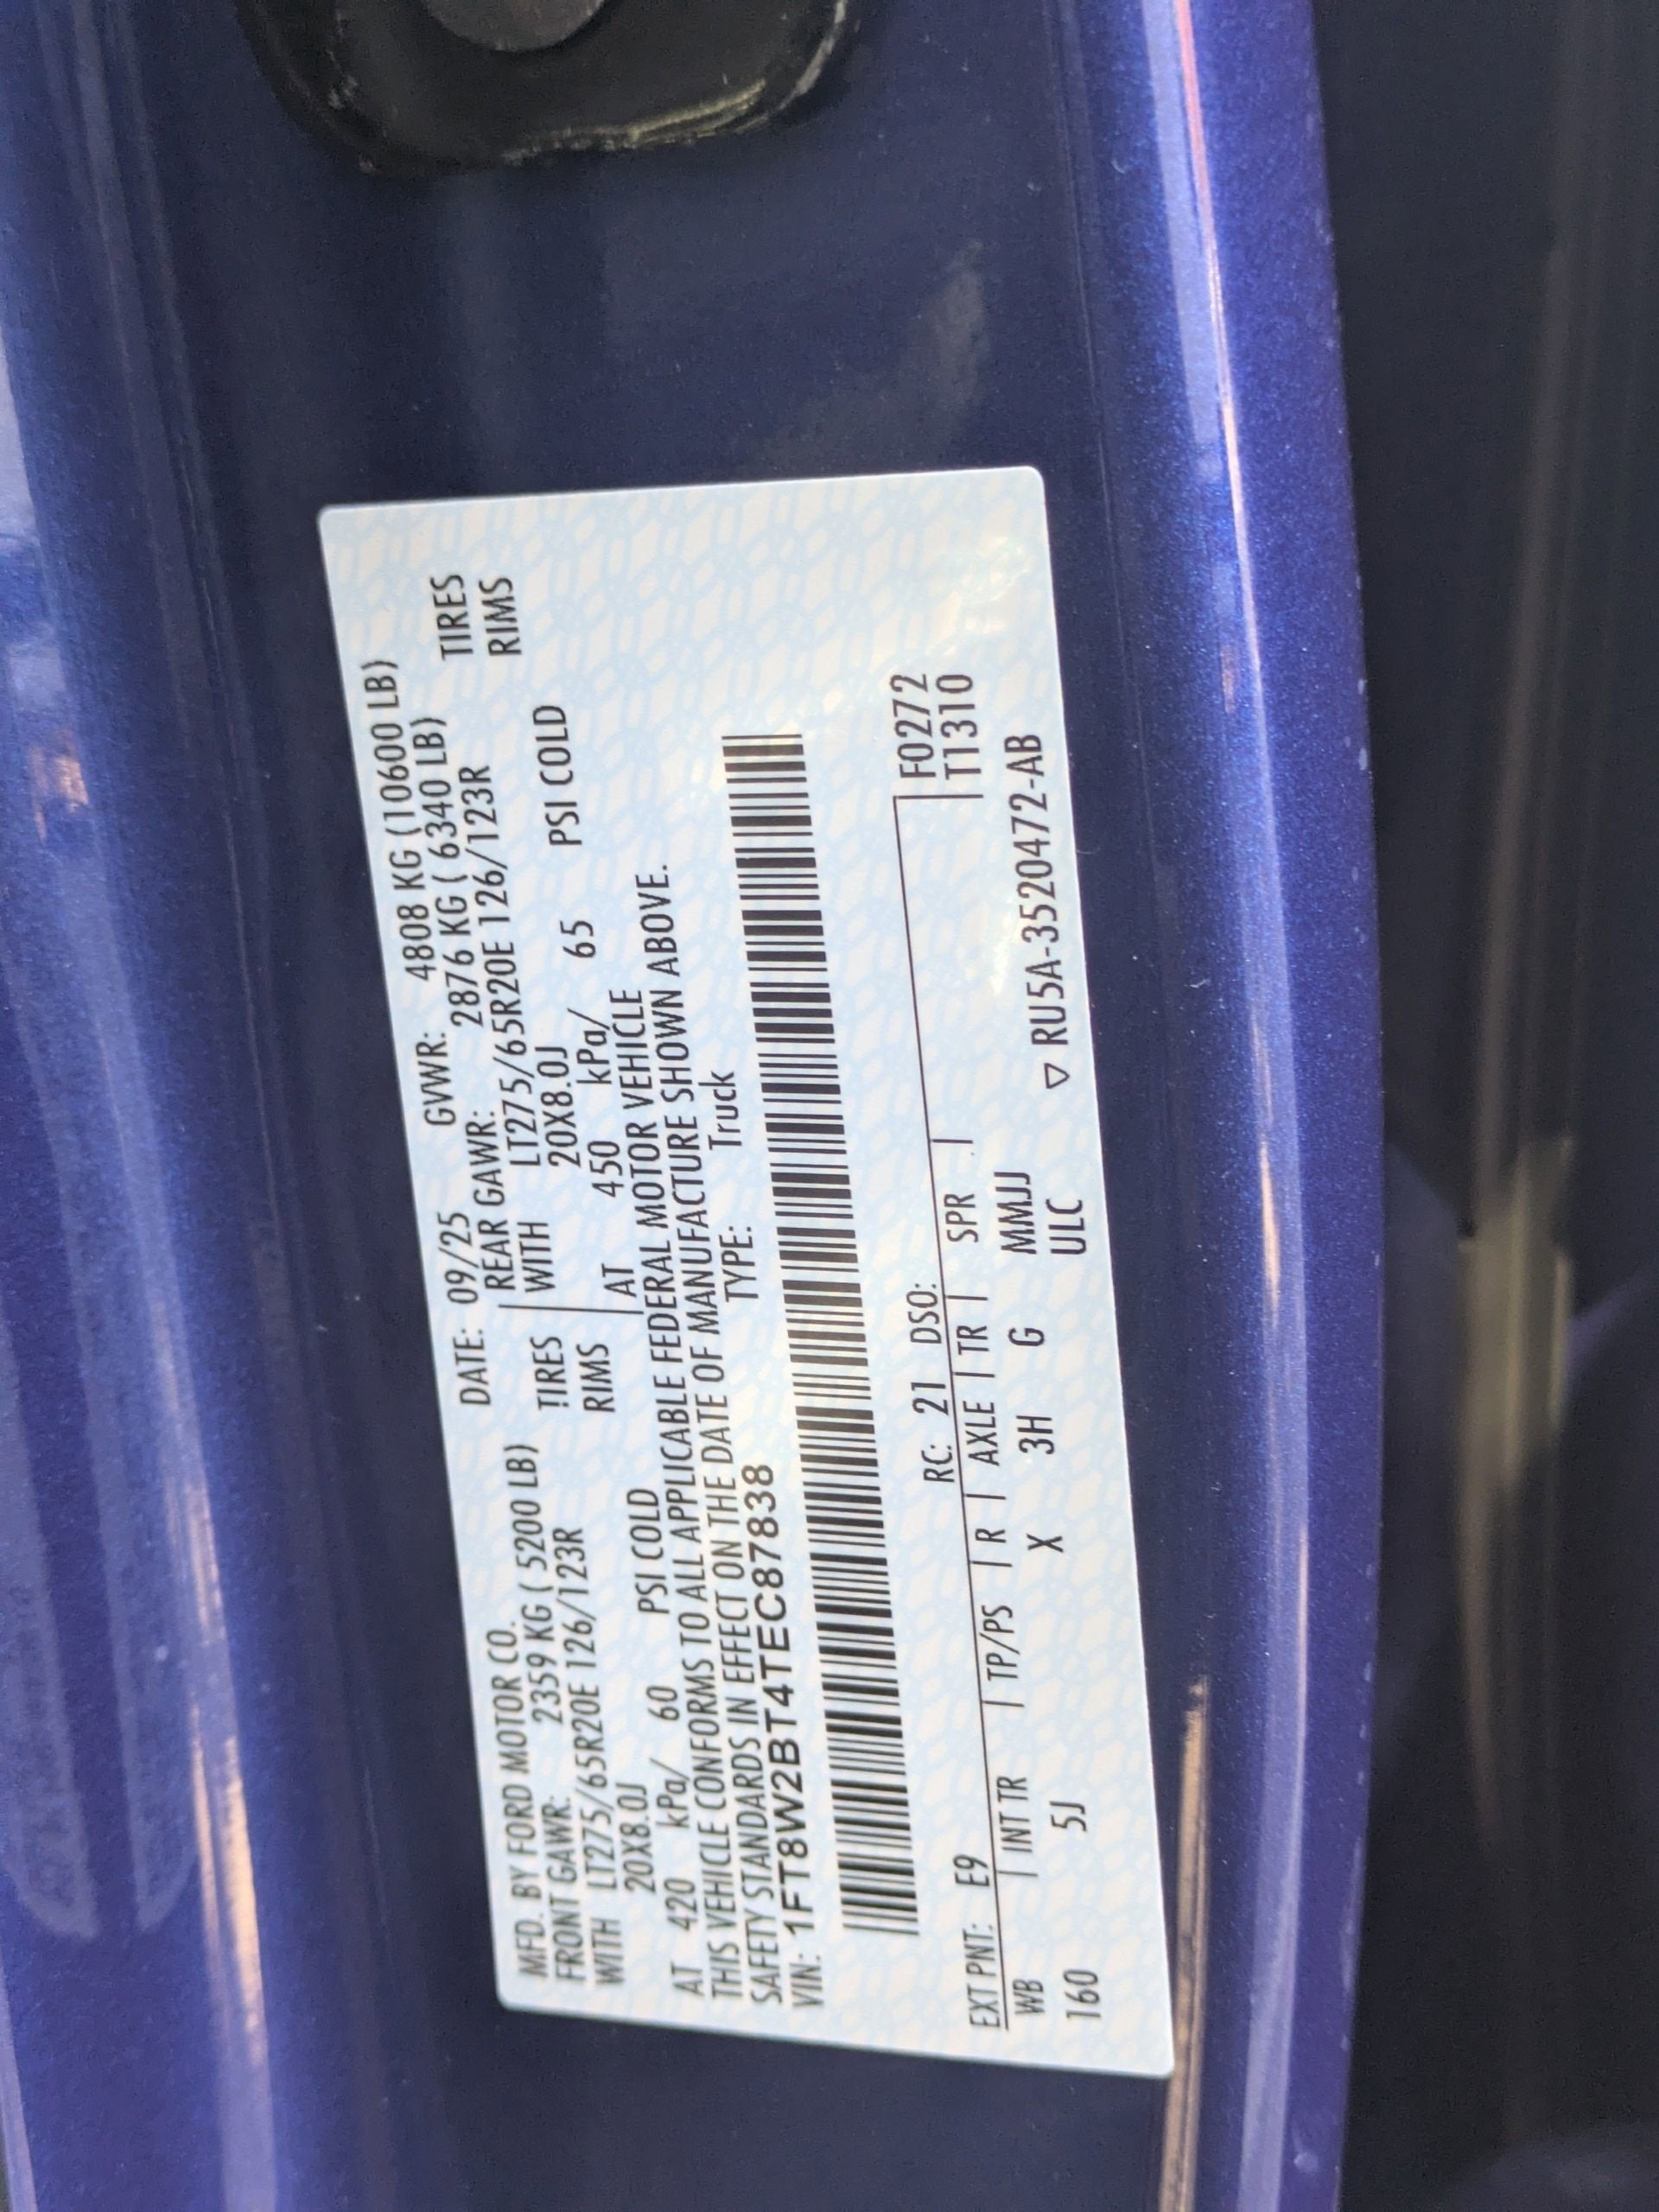 MFD. BY FORD MOTOR CO. DATE: 09/25 GVWR: 4808 KG (10600 LB)
FRONT GAWR: 2359 KG ( 5200 LB) REAR GAWR: 2876 KG ( 6340 LB)
WITH LT275/65R20E 126/123R TIRES WITH LT275/65R20E 126/123R TIRES
20X8.0J RIMS 20X8.0J RIMS
AT 420 kPa/ 60 PSI COLD AT 450 kPa/ 65 PSI COLD
THIS VEHICLE CONFORMS TO ALL APPLICABLE FEDERAL MOTOR VEHICLE
SAFETY STANDARDS IN EFFECT ON THE DATE OF MANUFACTURE SHOWN ABOVE.
VIN: 1FT8W2BT4TEC87838 TYPE: Truck
EXT PNT: E9 RC: 21 DSO: F0272
WB | INT TR | TP/PS | R | AXLE | TR | SPR | T1310
160 5J X 3H G MMJJ
ULC ▽ RU5A-3520472-AB